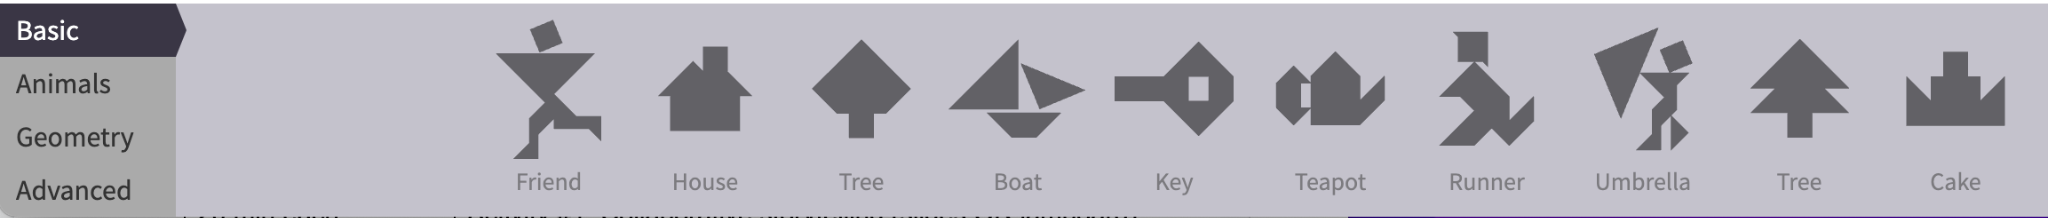 Basic
Animals
Geometry
Advanced
Friend
House
Tree
Boat
Key
Teapot
Runner
Umbrella
Tree
Cake